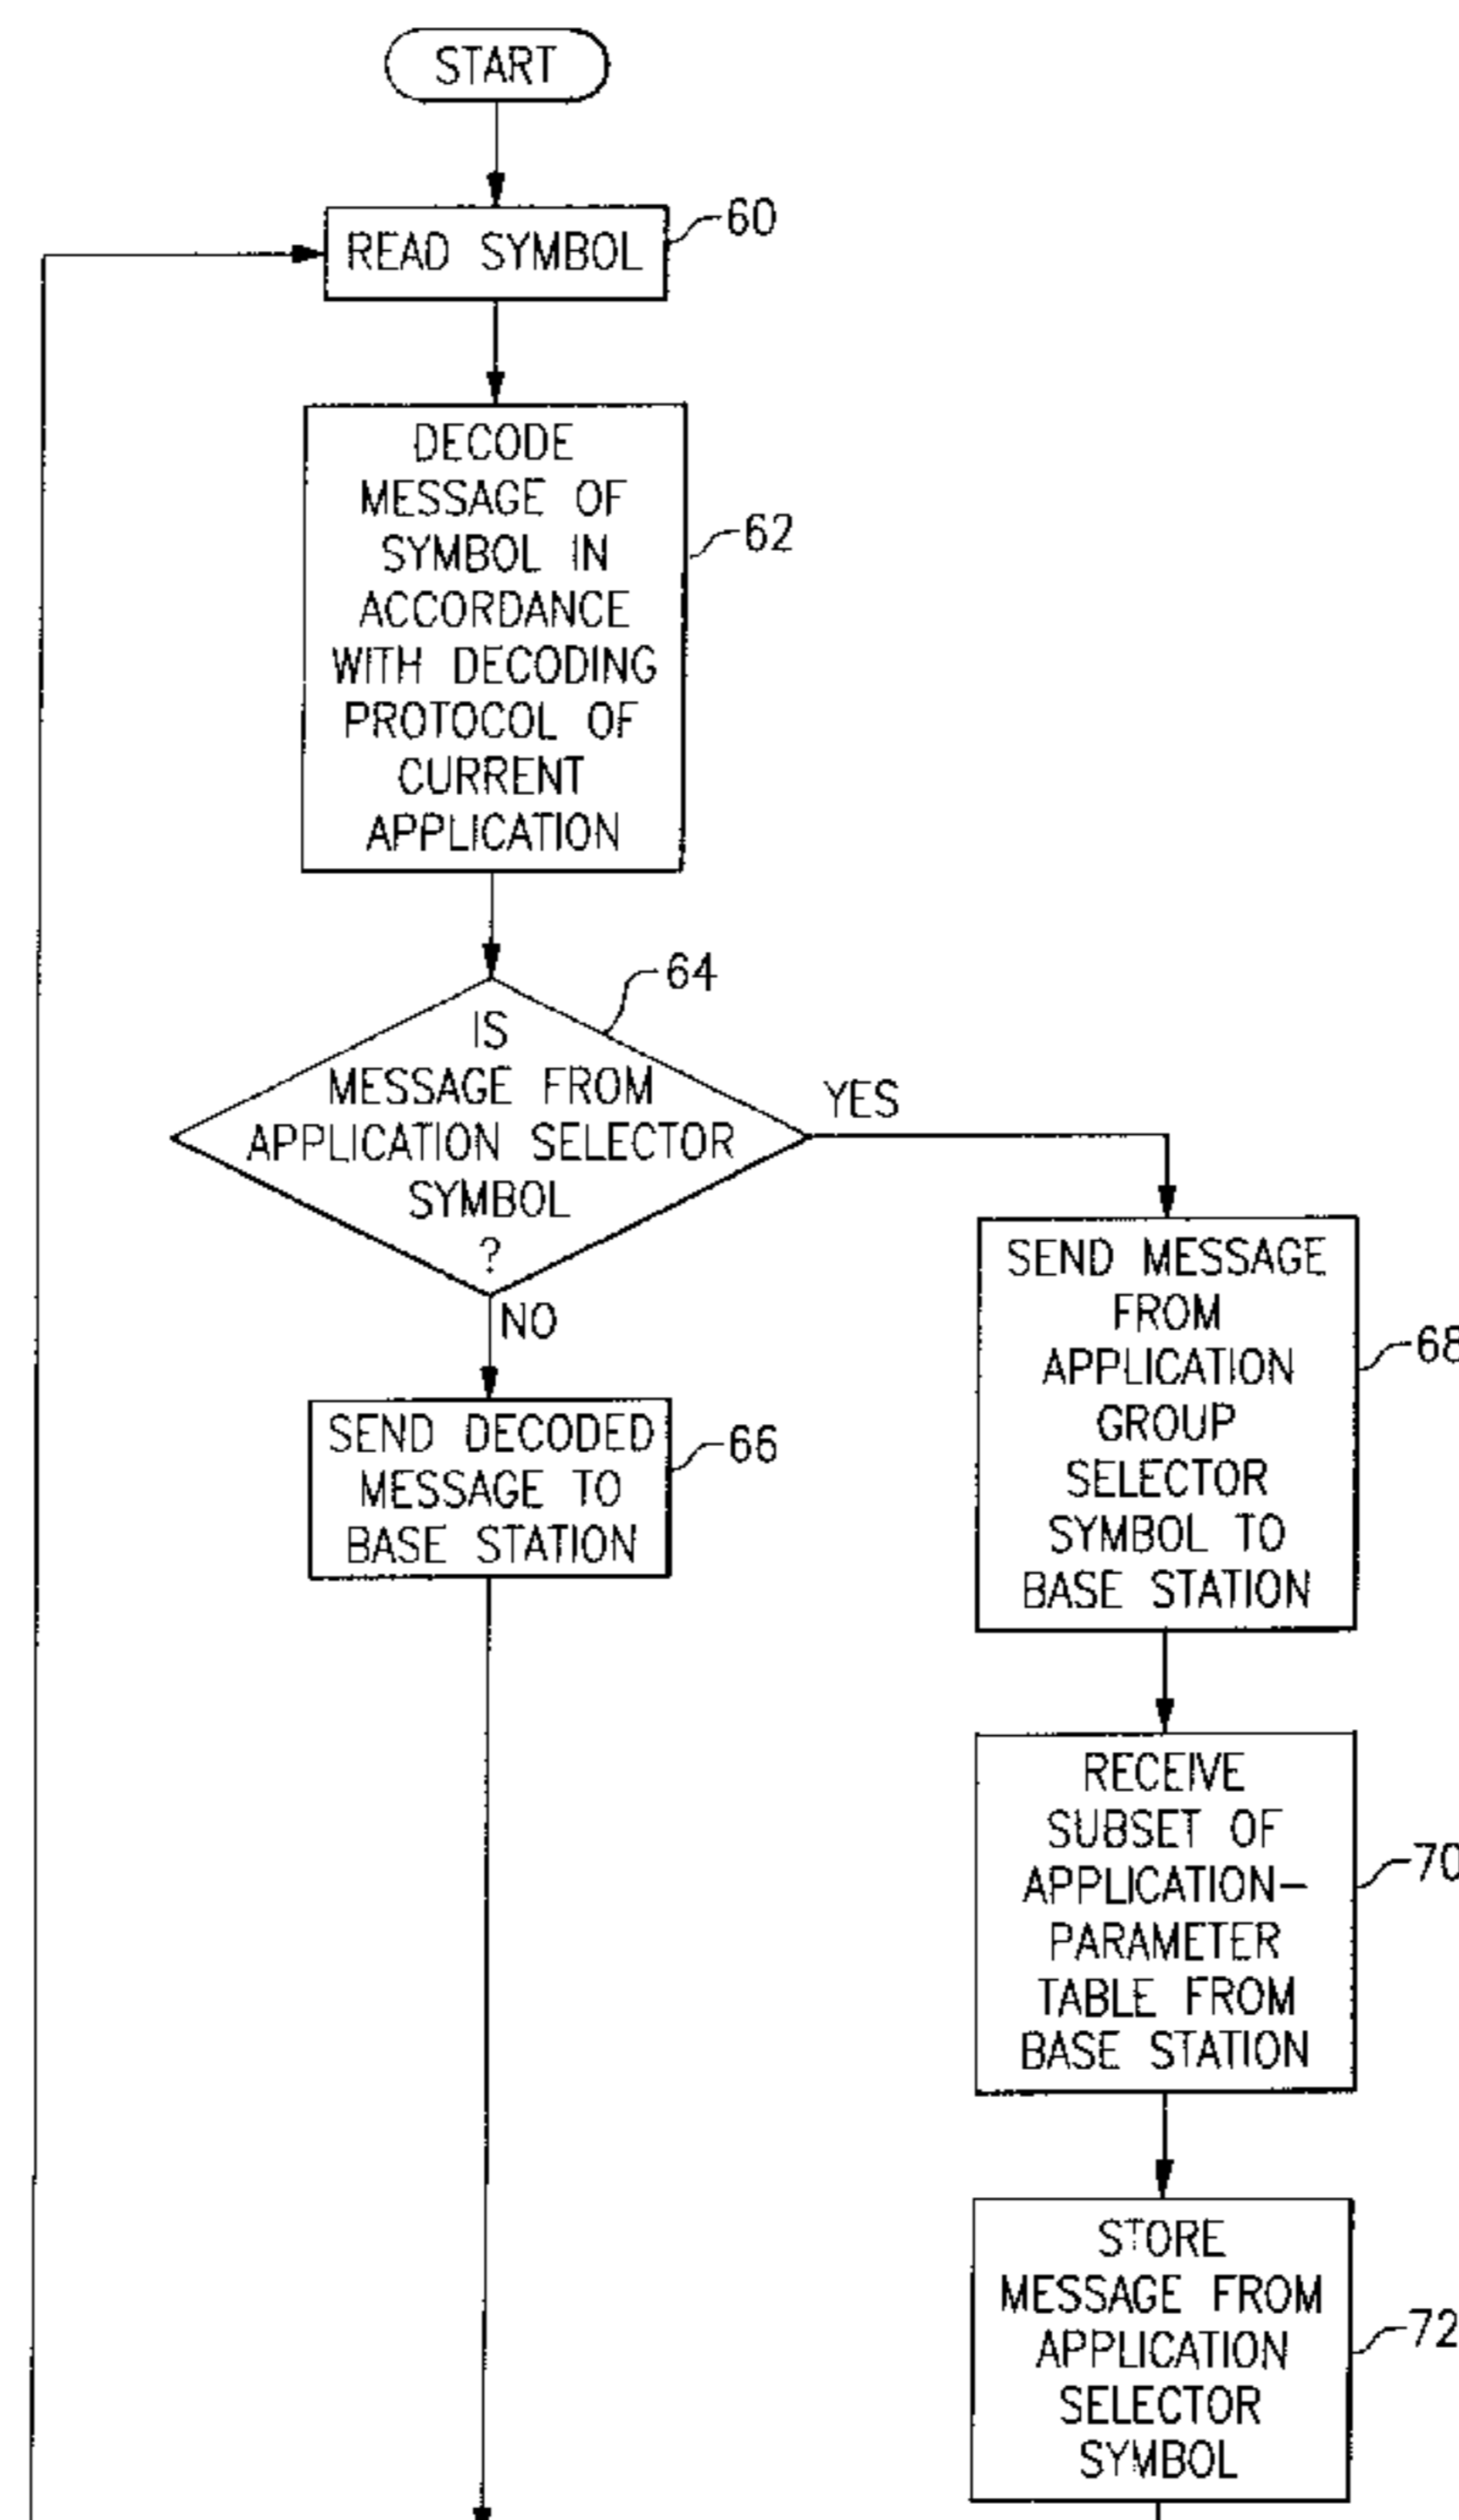 START
READ SYMBOL
60
DECODE
MESSAGE OF
SYMBOL IN
ACCORDANCE
WITH DECODING
PROTOCOL OF
CURRENT
APPLICATION
62
64
IS
MESSAGE FROM
APPLICATION SELECTOR
SYMBOL
?
YES
NO
SEND DECODED
MESSAGE TO
BASE STATION
66
SEND MESSAGE
FROM
APPLICATION
GROUP
SELECTOR
SYMBOL TO
BASE STATION
68
RECEIVE
SUBSET OF
APPLICATION-
PARAMETER
TABLE FROM
BASE STATION
70
STORE
MESSAGE FROM
APPLICATION
SELECTOR
SYMBOL
72